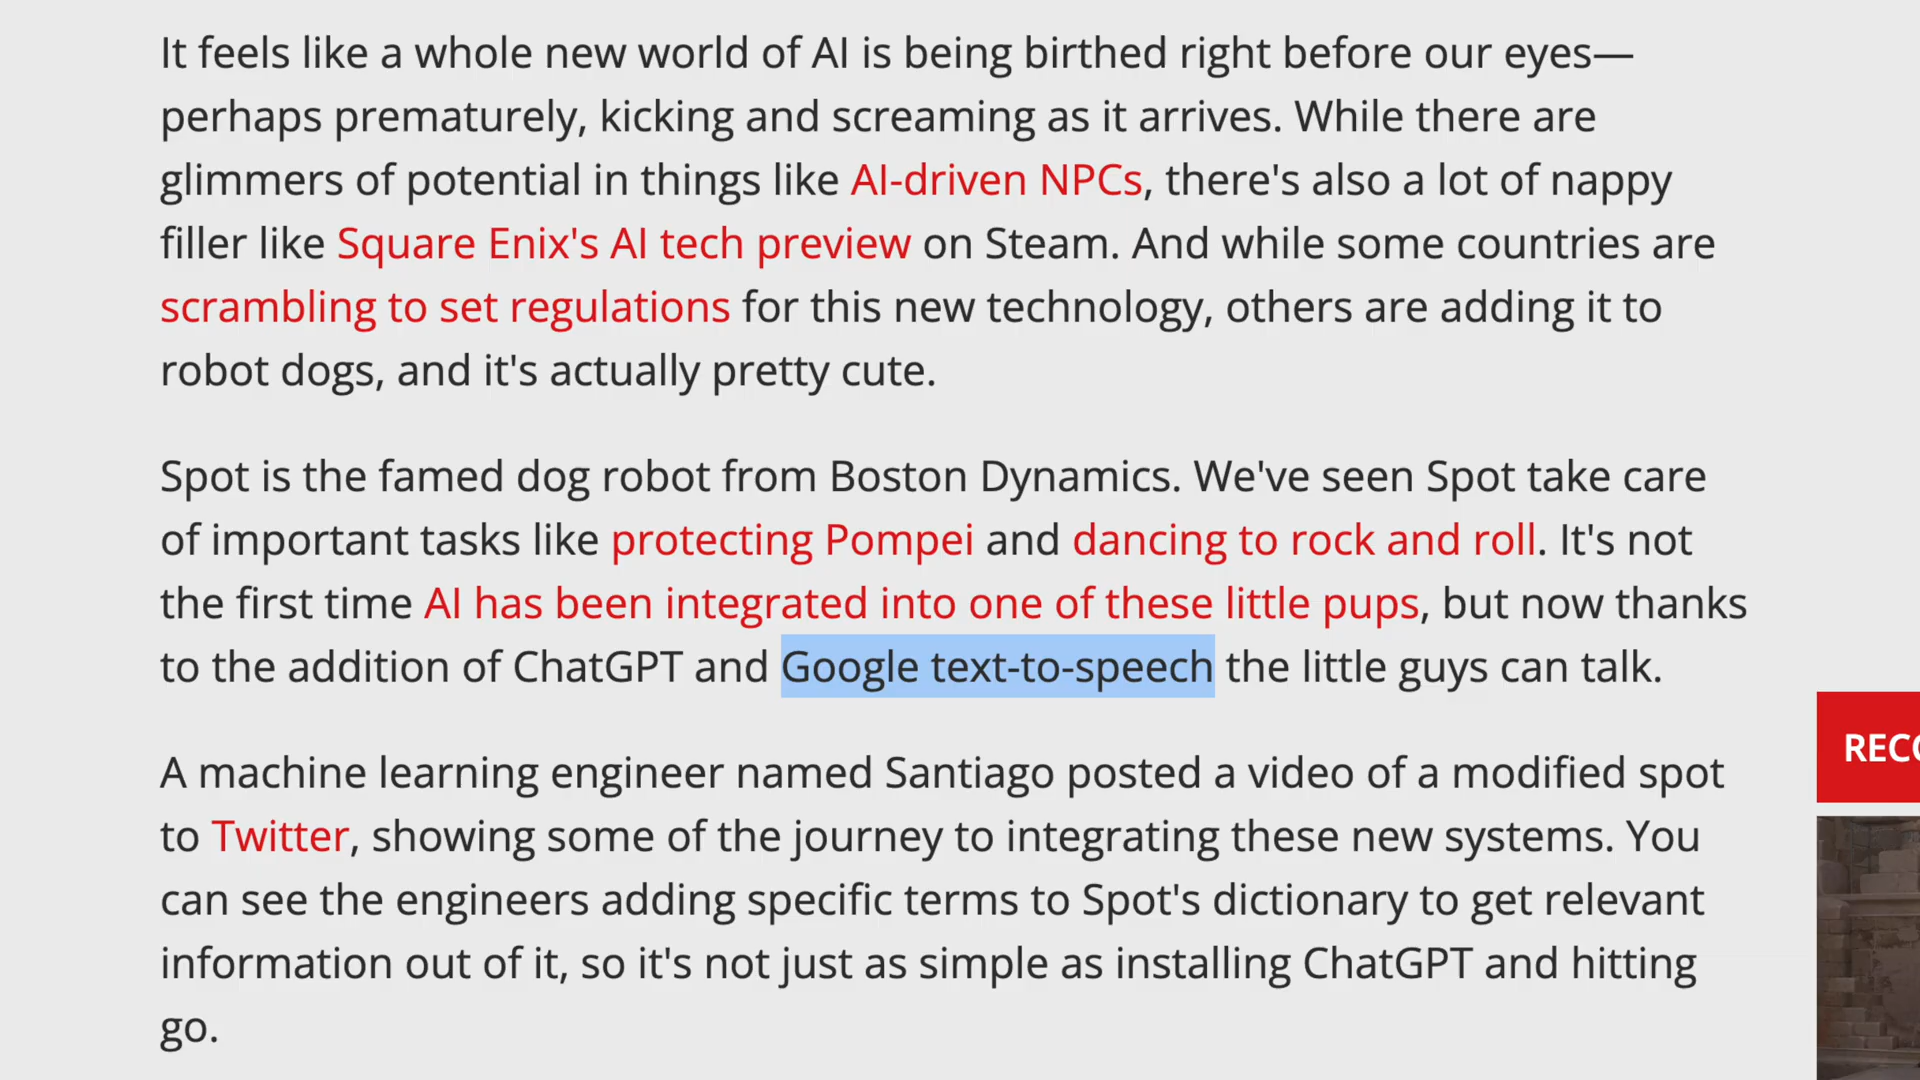 It feels like a whole new world of AI is being birthed right before our eyes—
perhaps prematurely, kicking and screaming as it arrives. While there are
glimmers of potential in things like AI-driven NPCs, there's also a lot of nappy
filler like Square Enix's AI tech preview on Steam. And while some countries are
scrambling to set regulations for this new technology, others are adding it to
robot dogs, and it's actually pretty cute.
Spot is the famed dog robot from Boston Dynamics. We've seen Spot take care
of important tasks like protecting Pompei and dancing to rock and roll. It's not
the first time AI has been integrated into one of these little pups, but now thanks
to the addition of ChatGPT and Google text-to-speech the little guys can talk.
A machine learning engineer named Santiago posted a video of a modified spot
to Twitter, showing some of the journey to integrating these new systems. You
can see the engineers adding specific terms to Spot's dictionary to get relevant
information out of it, so it's not just as simple as installing ChatGPT and hitting
go.